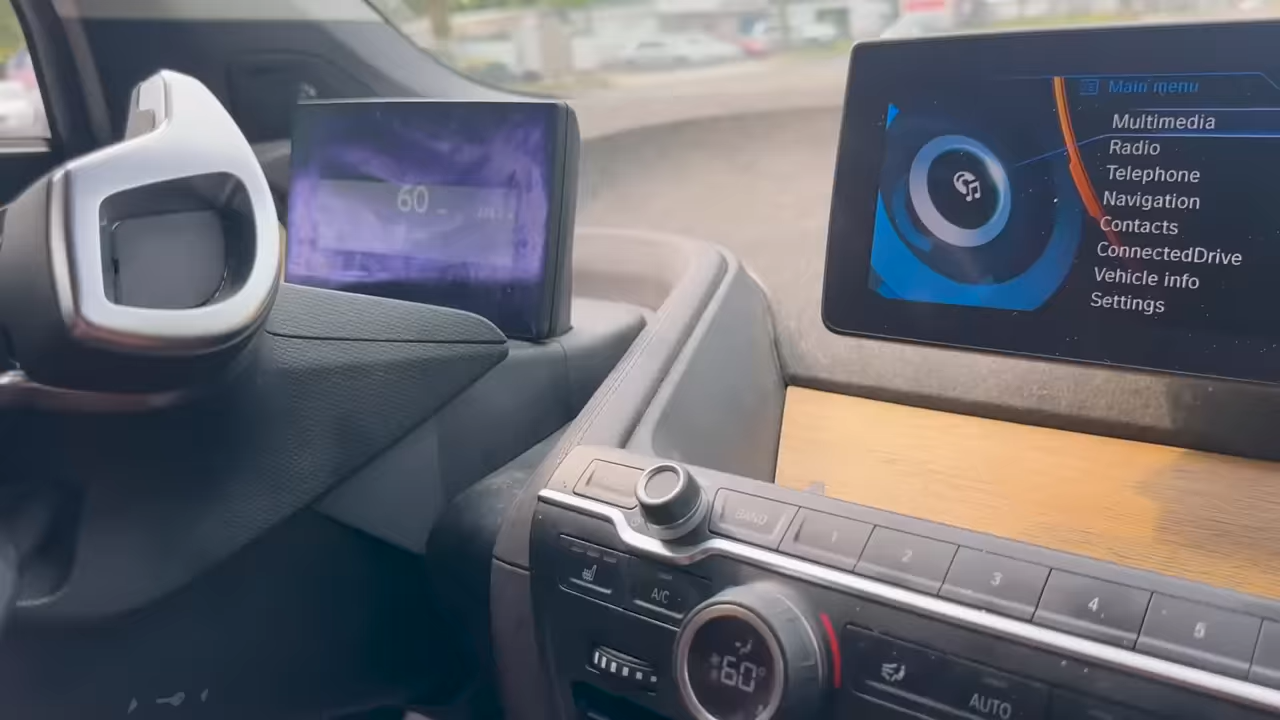 60
Main menu
Multimedia
Radio
Telephone
Navigation
Contacts
ConnectedDrive
Vehicle info
Settings
BAND
1
2
3
4
5
A/C
60°
AUTO